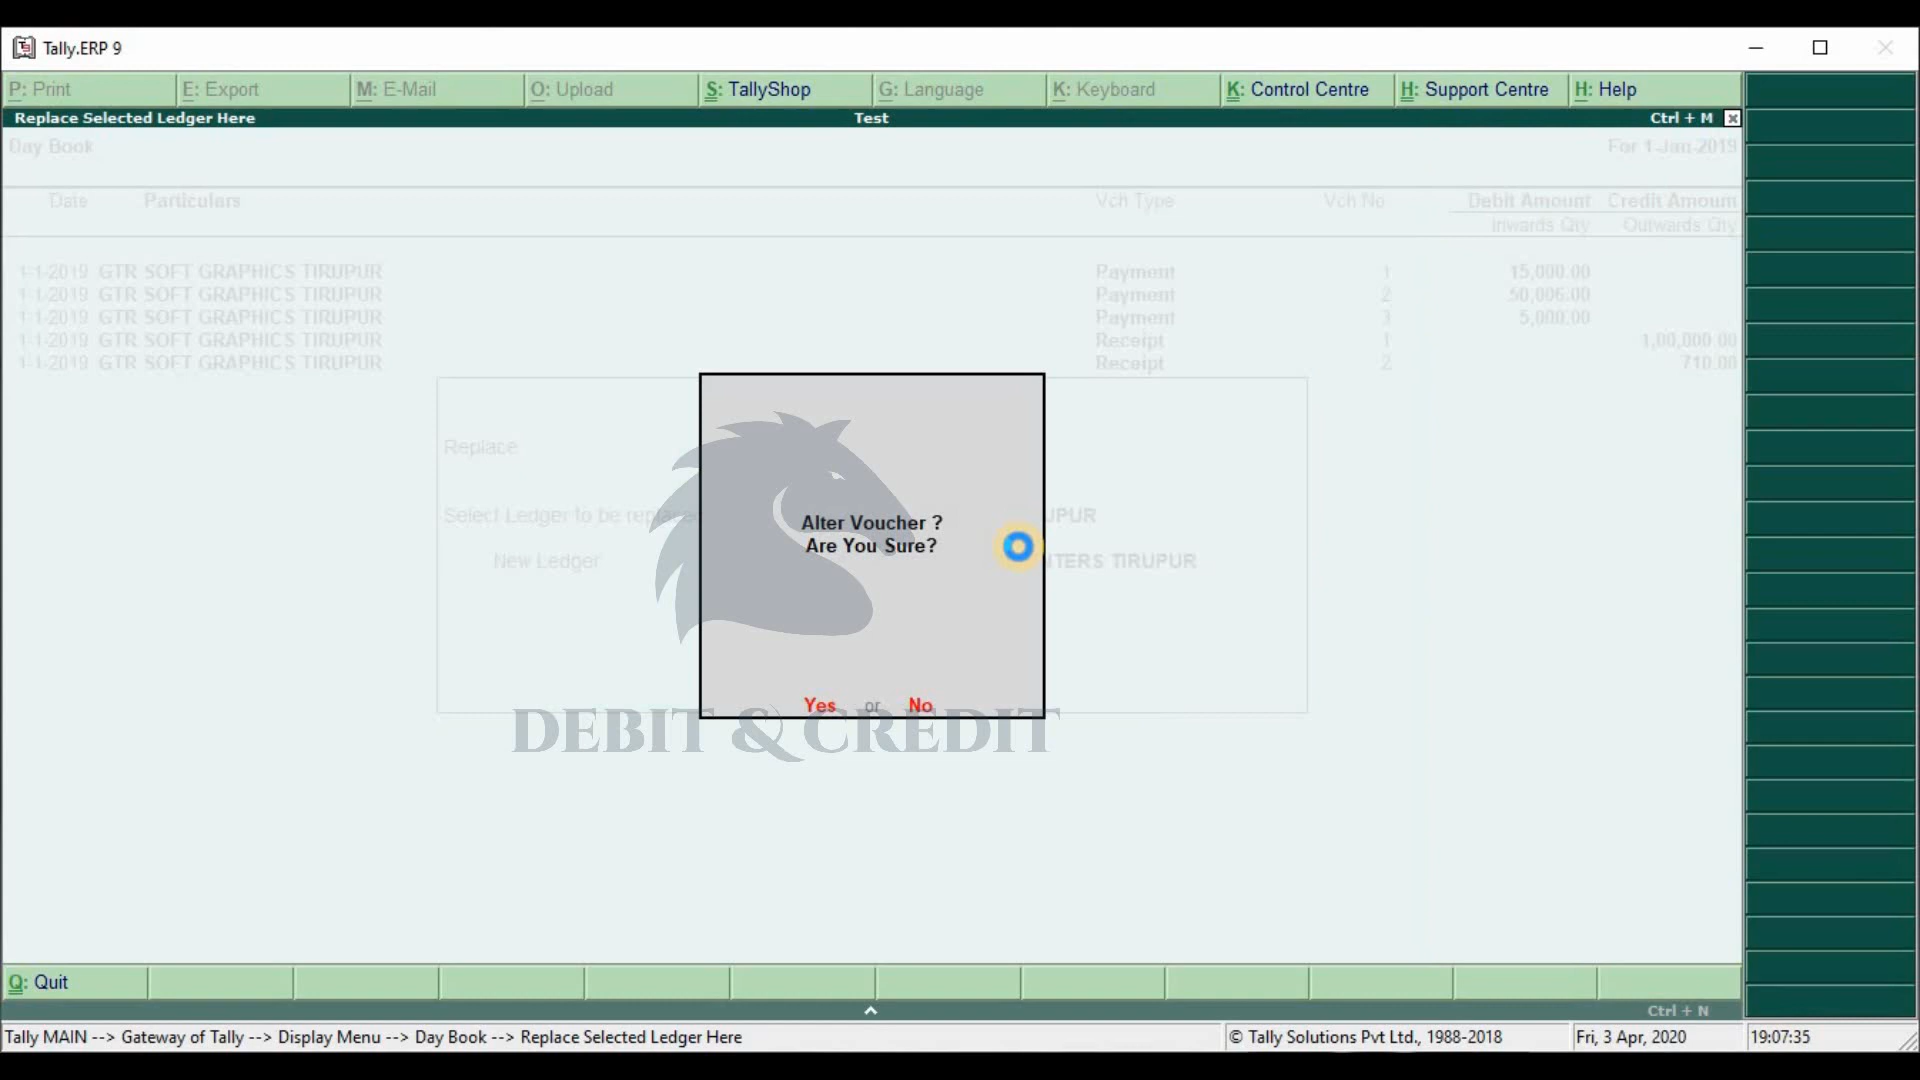 Tally.ERP 9
P: Print E: Export M: E-Mail O: Upload S: TallyShop G: Language K: Keyboard K: Control Centre H: Support Centre H: Help
Replace Selected Ledger Here Test Ctrl + M
Day Book For 1-Jan-2019
Date Particulars Vch Type Vch No Debit Amount Credit Amount
Inwards Qty Outwards Qty
1-1-2019 GTR SOFT GRAPHICS TIRUPUR Payment 1 15,000.00
1-1-2019 GTR SOFT GRAPHICS TIRUPUR Payment 2 50,006.00
1-1-2019 GTR SOFT GRAPHICS TIRUPUR Payment 3 5,000.00
1-1-2019 GTR SOFT GRAPHICS TIRUPUR Receipt 1 1,00,000.00
1-1-2019 GTR SOFT GRAPHICS TIRUPUR Receipt 2 710.00
Replace
Select Ledger to be replaced UPUR
New Ledger TERS TIRUPUR
Alter Voucher ?
Are You Sure?
Yes or No
DEBIT & CREDIT
Q: Quit
Ctrl + N
Tally MAIN --> Gateway of Tally --> Display Menu --> Day Book --> Replace Selected Ledger Here © Tally Solutions Pvt Ltd., 1988-2018 Fri, 3 Apr, 2020 19:07:35